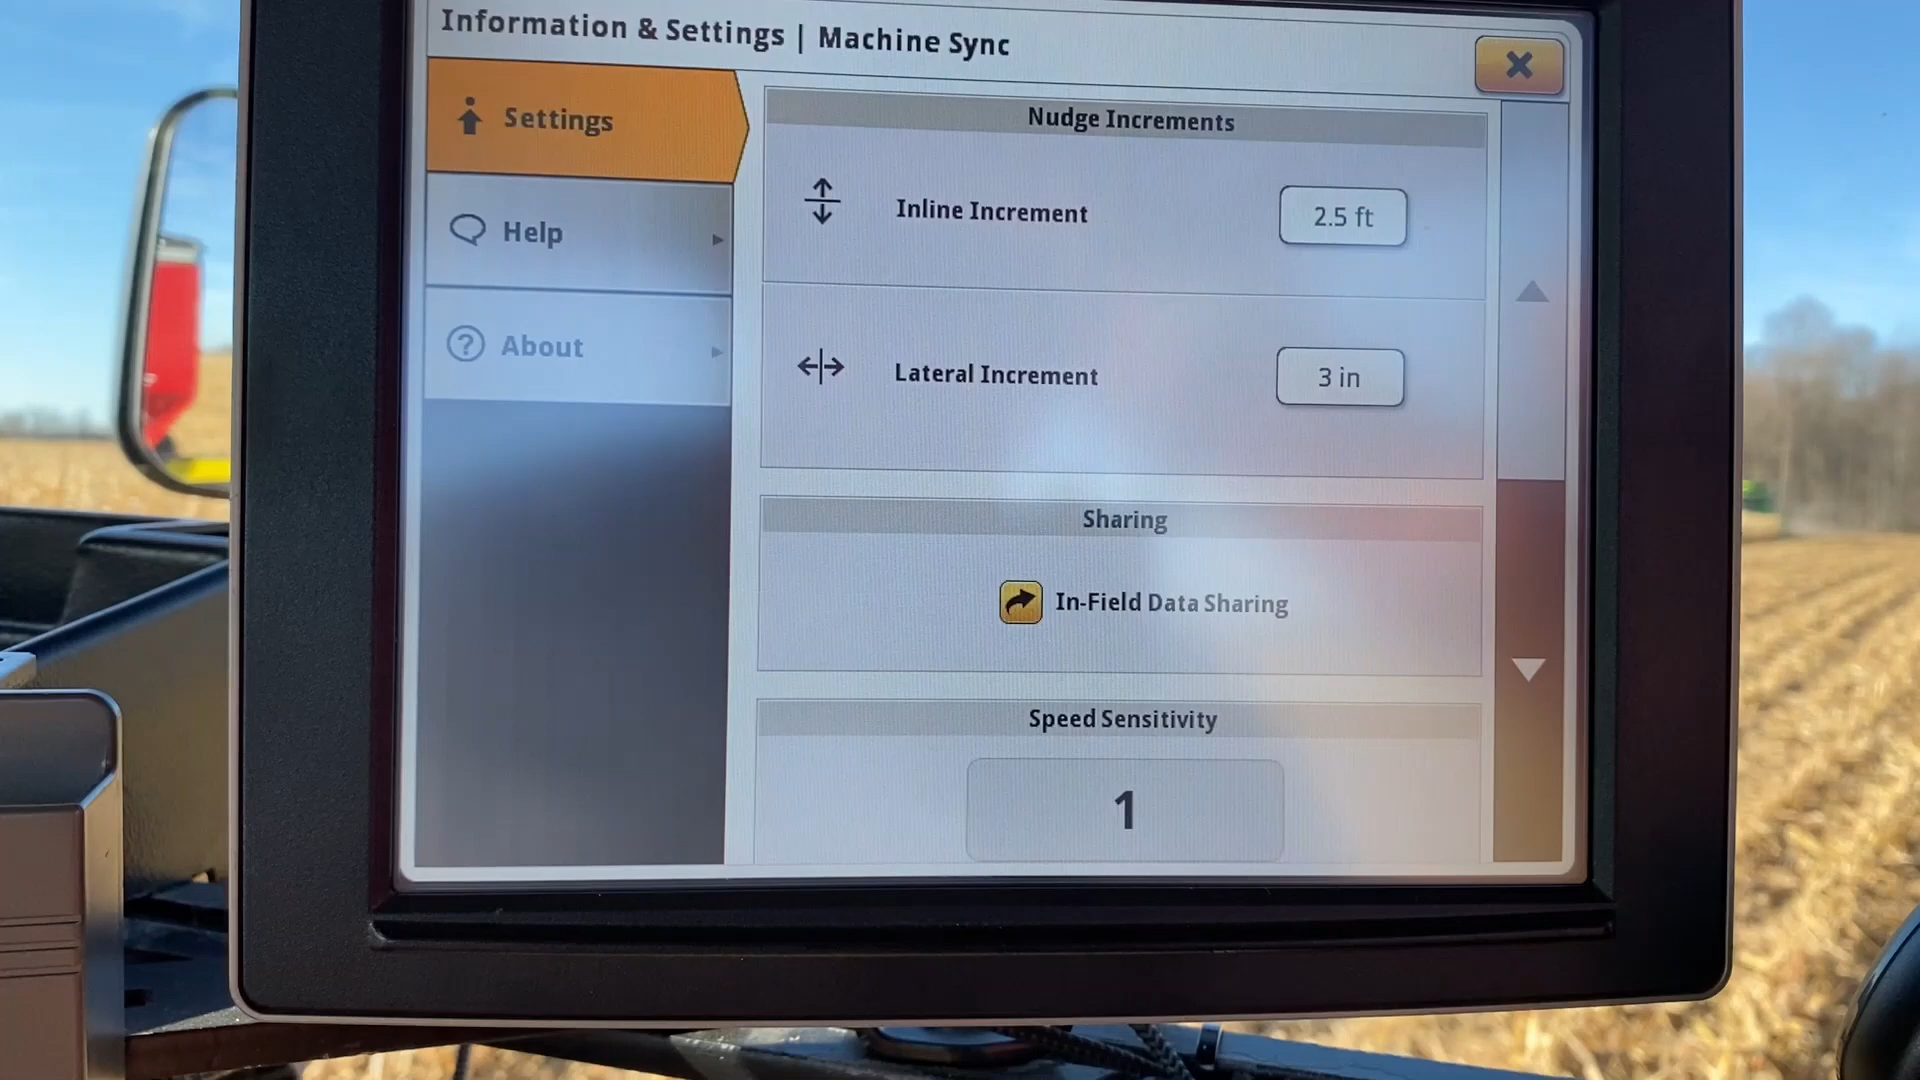 Information & Settings | Machine Sync
Settings
Help
About
Nudge Increments
Inline Increment
2.5 ft
Lateral Increment
3 in
Sharing
In-Field Data Sharing
Speed Sensitivity
1